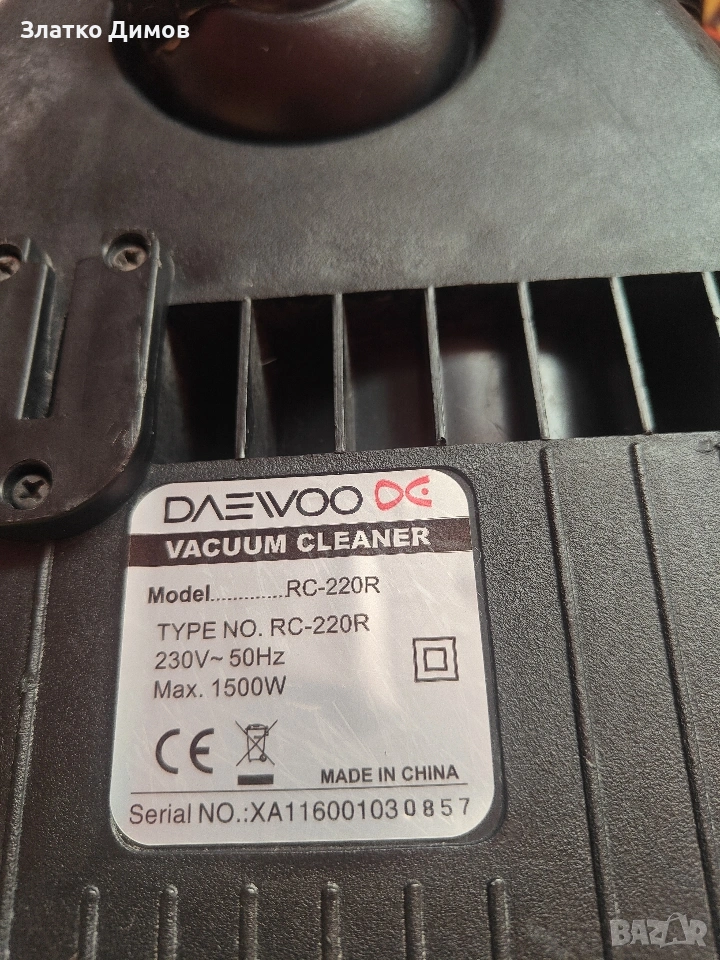 Златко Димов
DAEWOO
VACUUM CLEANER
Model.............RC-220R
TYPE NO. RC-220R
230V~ 50Hz
Max. 1500W
CE
MADE IN CHINA
Serial NO.:XA116001030857
BAZAR